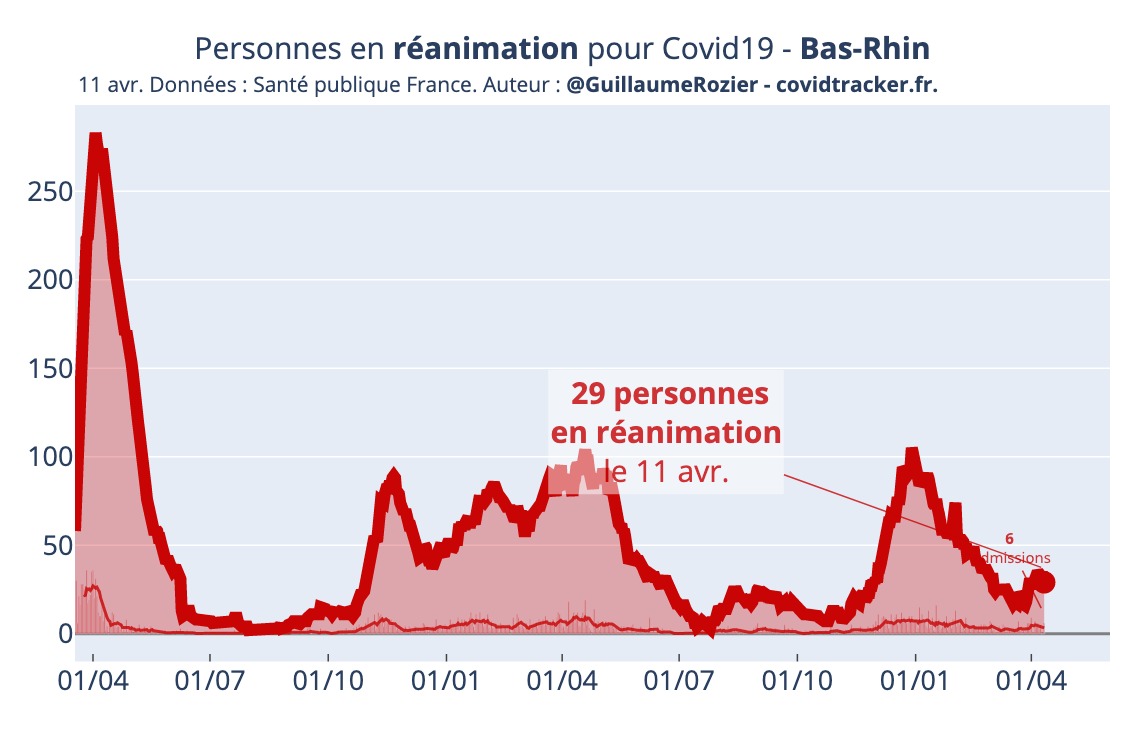 Personnes en réanimation pour Covid19 - Bas-Rhin
11 avr. Données : Santé publique France. Auteur : @GuillaumeRozier - covidtracker.fr.
250
200
150
100
50
0
29 personnes
en réanimation
le 11 avr.
6
dmissions
01/04 01/07 01/10 01/01 01/04 01/07 01/10 01/01 01/04